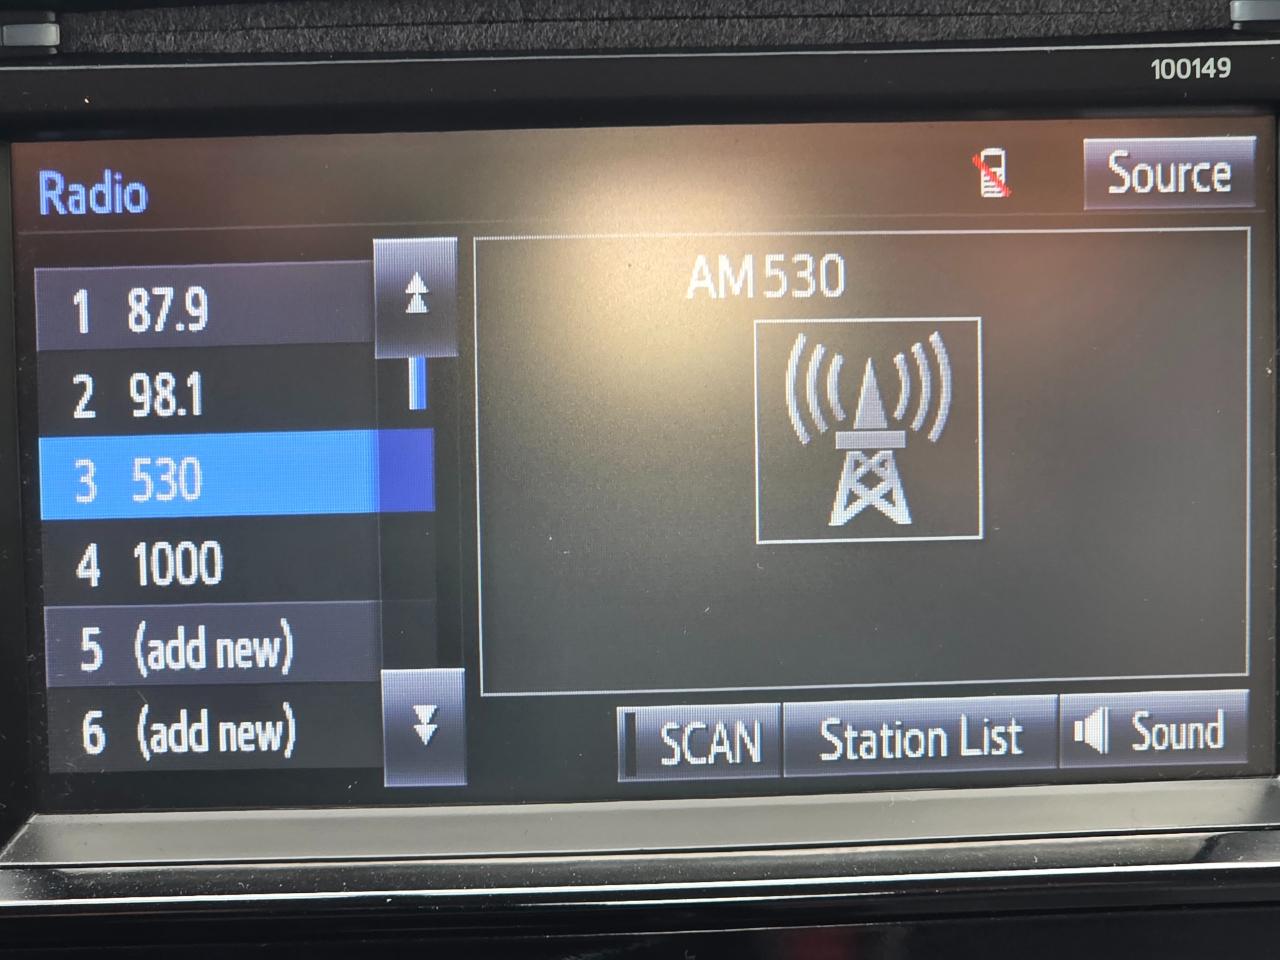 100149
Radio
Source
1 87.9
2 98.1
3 530
4 1000
5 (add new)
6 (add new)
AM 530
SCAN
Station List
Sound